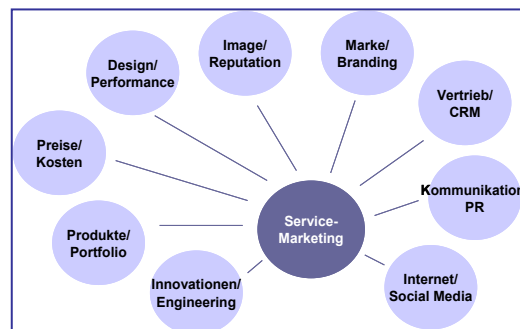 Image/
Reputation
Marke/
Branding
Design/
Performance
Vertrieb/
CRM
Preise/
Kosten
Kommunikation
PR
Service-
Marketing
Produkte/
Portfolio
Innovationen/
Engineering
Internet/
Social Media